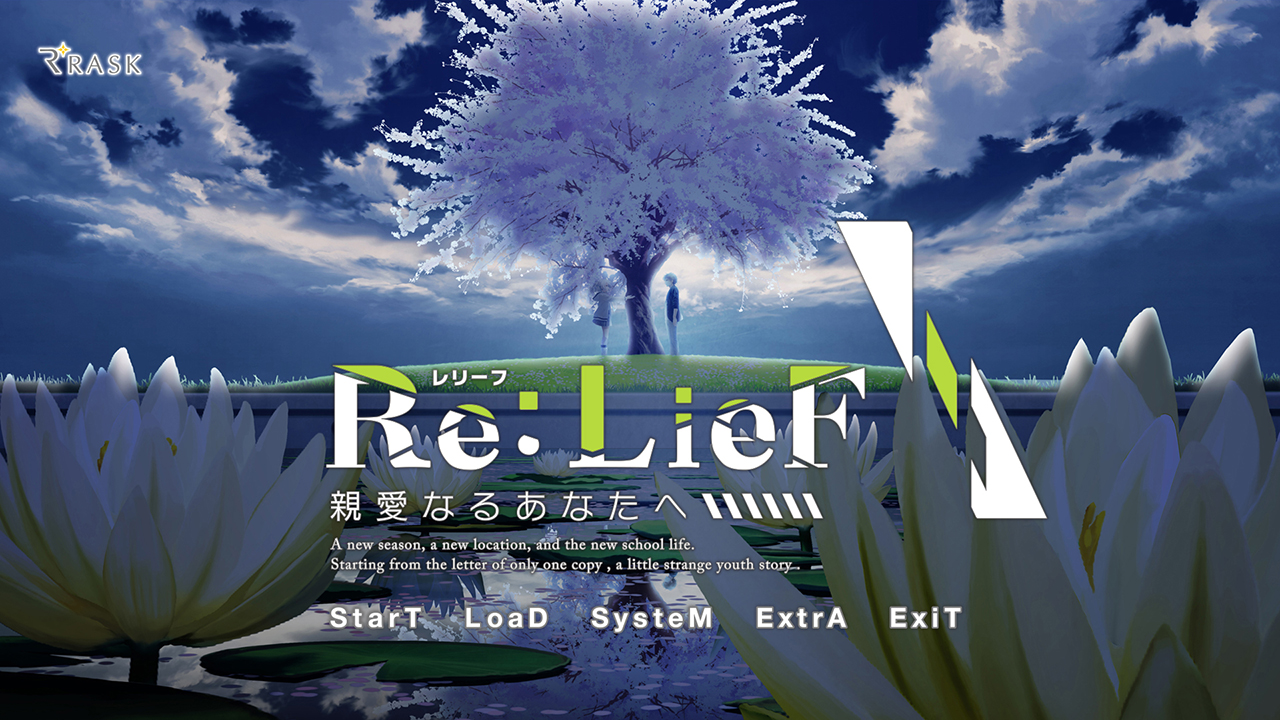 RASK
レリーフ
Re:LieF
親愛なるあなたへ
A new season, a new location, and the new school life.
Starting from the letter of only one copy , a little strange youth story..
StarT LoaD SysteM ExtrA ExiT